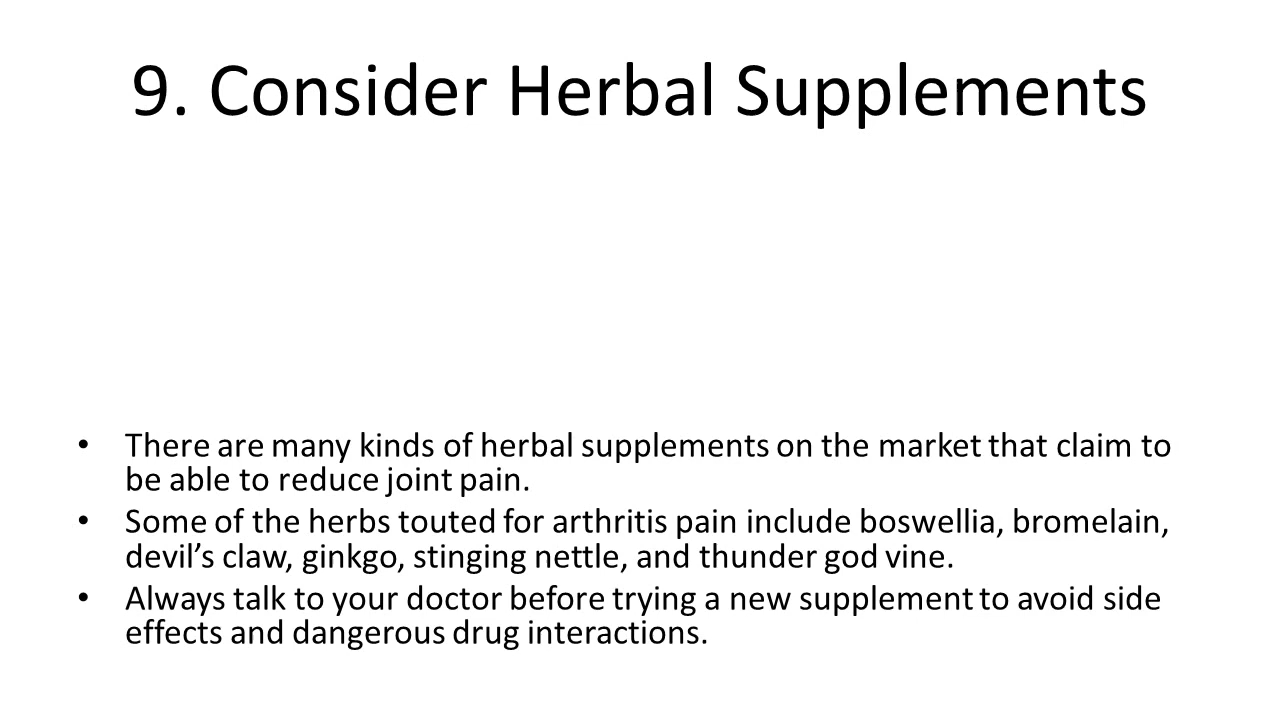 9. Consider Herbal Supplements
• There are many kinds of herbal supplements on the market that claim to
be able to reduce joint pain.
• Some of the herbs touted for arthritis pain include boswellia, bromelain,
devil’s claw, ginkgo, stinging nettle, and thunder god vine.
• Always talk to your doctor before trying a new supplement to avoid side
effects and dangerous drug interactions.